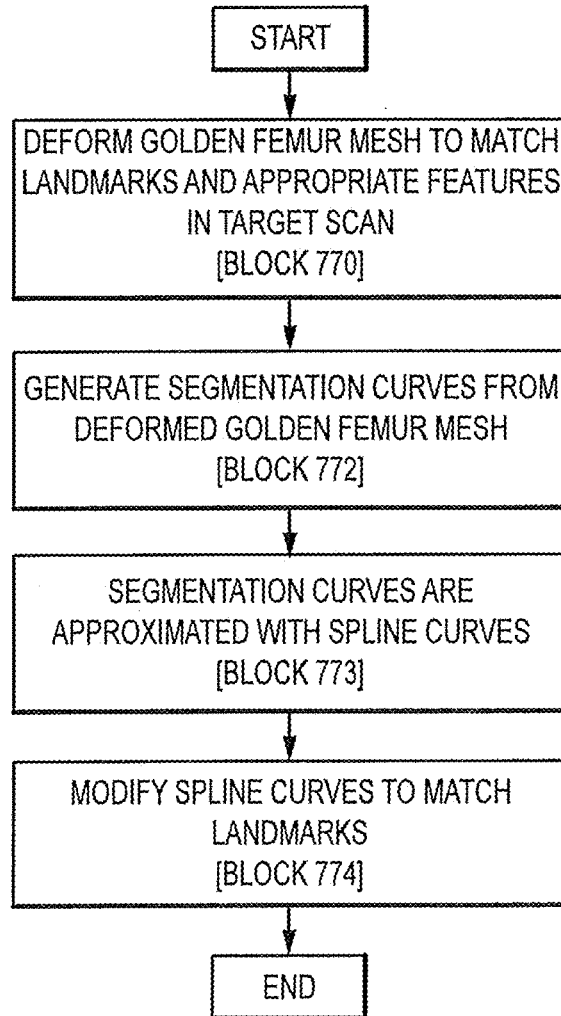 START
DEFORM GOLDEN FEMUR MESH TO MATCH
LANDMARKS AND APPROPRIATE FEATURES
IN TARGET SCAN
[BLOCK 770]
GENERATE SEGMENTATION CURVES FROM
DEFORMED GOLDEN FEMUR MESH
[BLOCK 772]
SEGMENTATION CURVES ARE
APPROXIMATED WITH SPLINE CURVES
[BLOCK 773]
MODIFY SPLINE CURVES TO MATCH
LANDMARKS
[BLOCK 774]
END